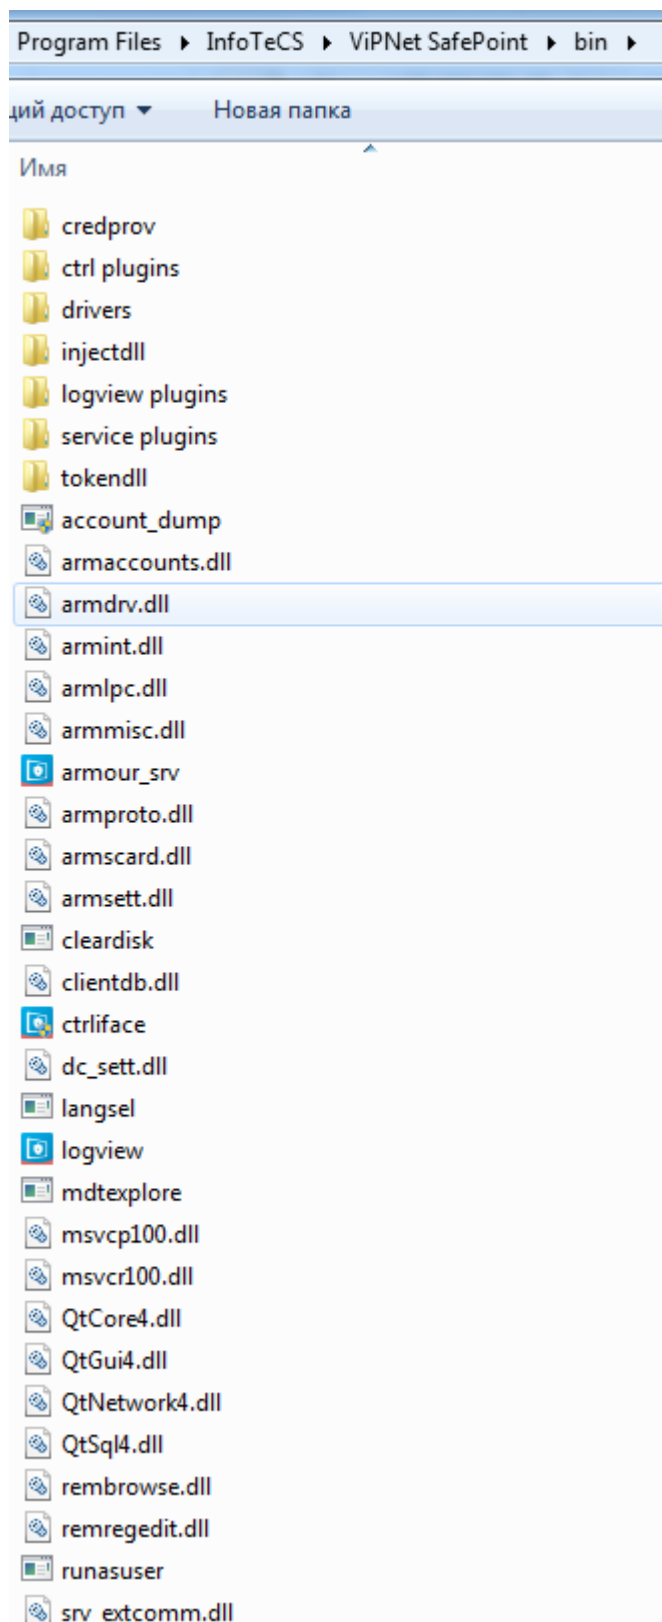 Program Files InfoTeCS ViPNet SafePoint bin
ций доступ Новая папка
Имя
credprov
ctrl plugins
drivers
injectdll
logview plugins
service plugins
tokendll
account_dump
armaccounts.dll
armdrv.dll
armint.dll
armlpc.dll
armmisc.dll
armour_srv
armproto.dll
armscard.dll
armsett.dll
cleardisk
clientdb.dll
ctrliface
dc_sett.dll
langsel
logview
mdtexplore
msvcp100.dll
msvcr100.dll
QtCore4.dll
QtGui4.dll
QtNetwork4.dll
QtSql4.dll
rembrowse.dll
remregedit.dll
runasuser
srv_extcomm.dll